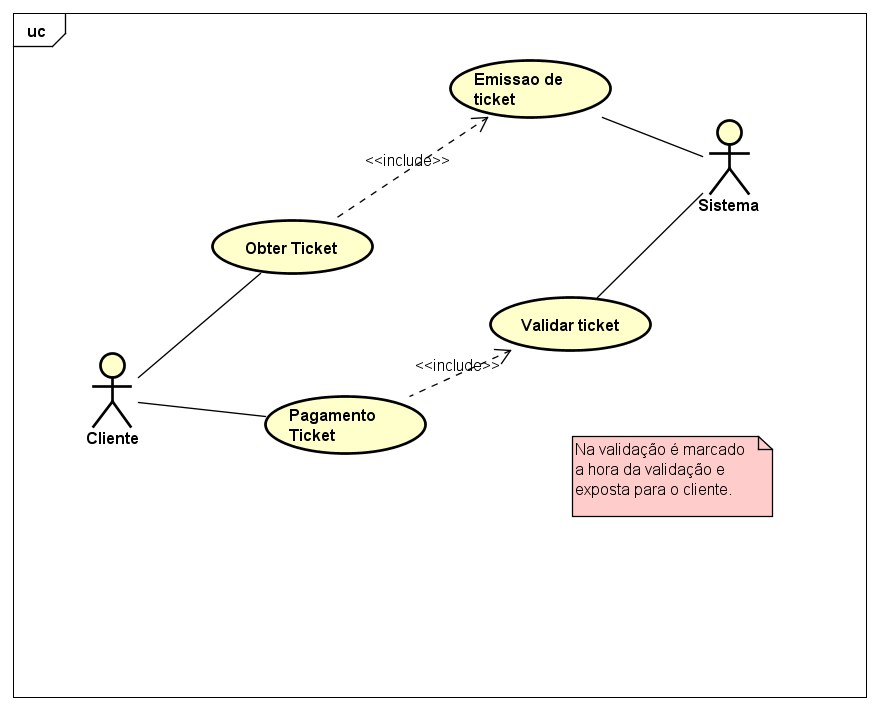 uc
Emissao de
ticket
<<include>>
Sistema
Obter Ticket
Validar ticket
<<include>>
Cliente
Pagamento
Ticket
Na validação é marcado
a hora da validação e
exposta para o cliente.